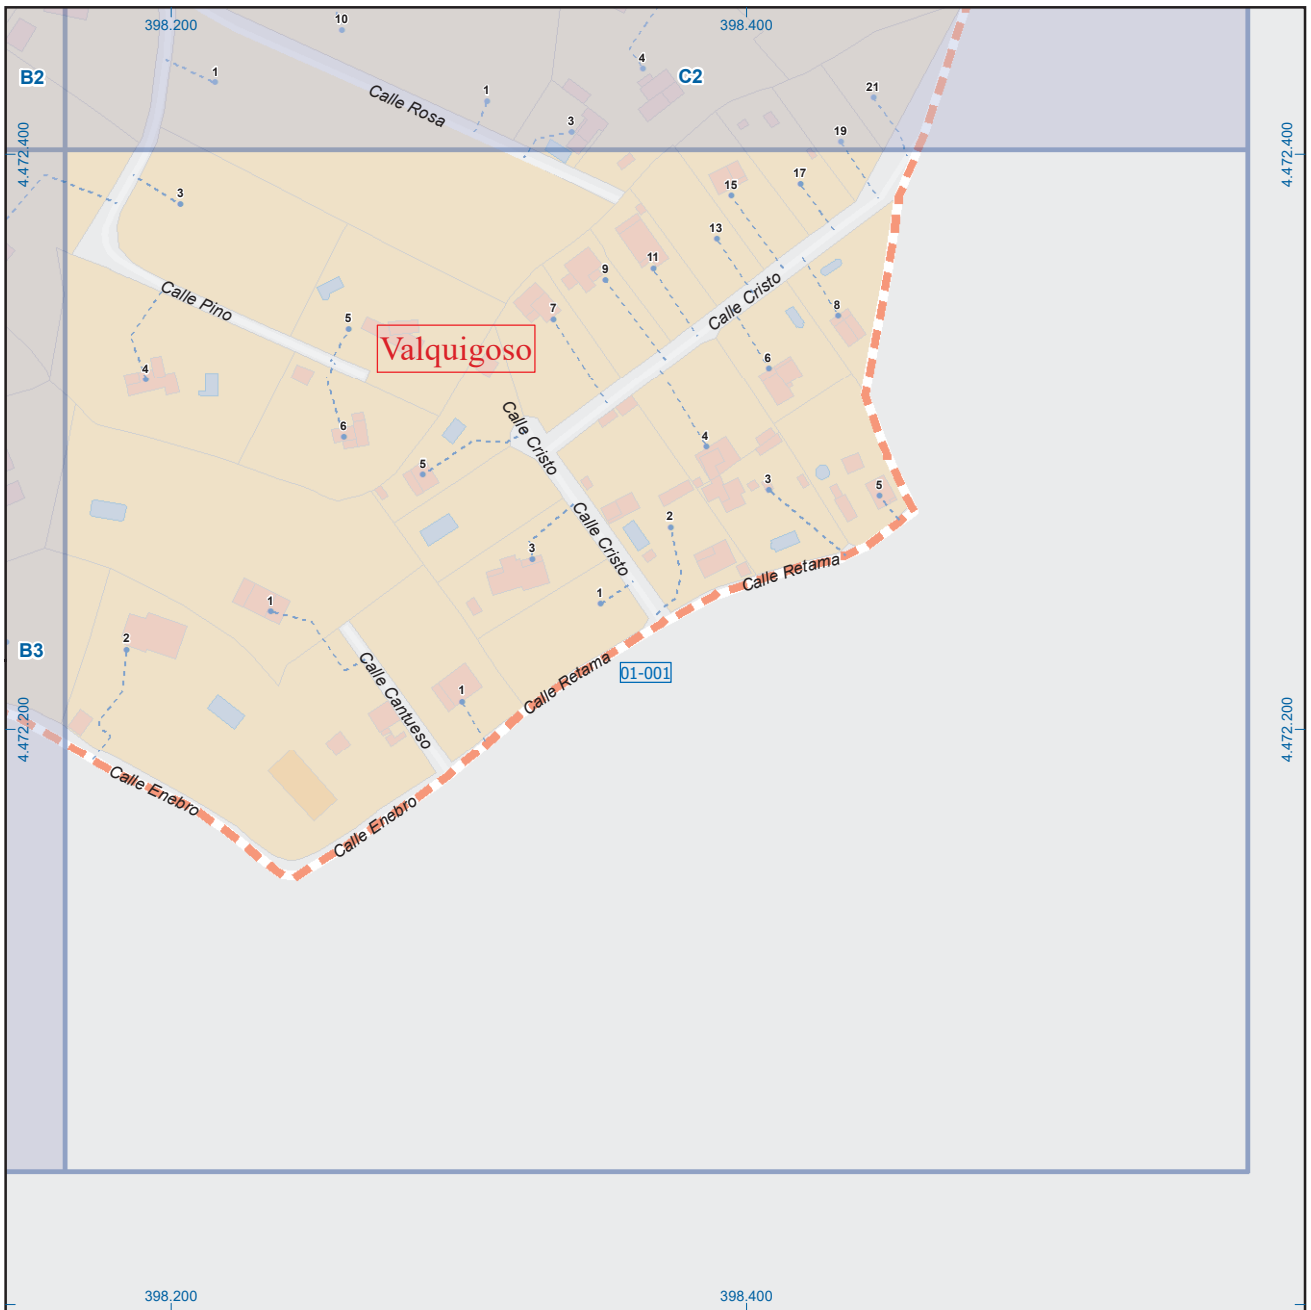 398.200
398.400
10
B2
1
4
C2
Calle Rosa
1
21
3
19
4.472.400
4.472.400
17
15
3
13
11
9
Calle Pino
Calle Cristo
7
8
5
Valquigoso
6
4
Calle Cristo
6
4
5
3
5
2
Calle Cristo
3
Calle Retama
1
1
2
B3
Calle Retama
01-001
Calle Cantueso
1
4.472.200
4.472.200
Calle Enebro
Calle Enebro
398.200
398.400